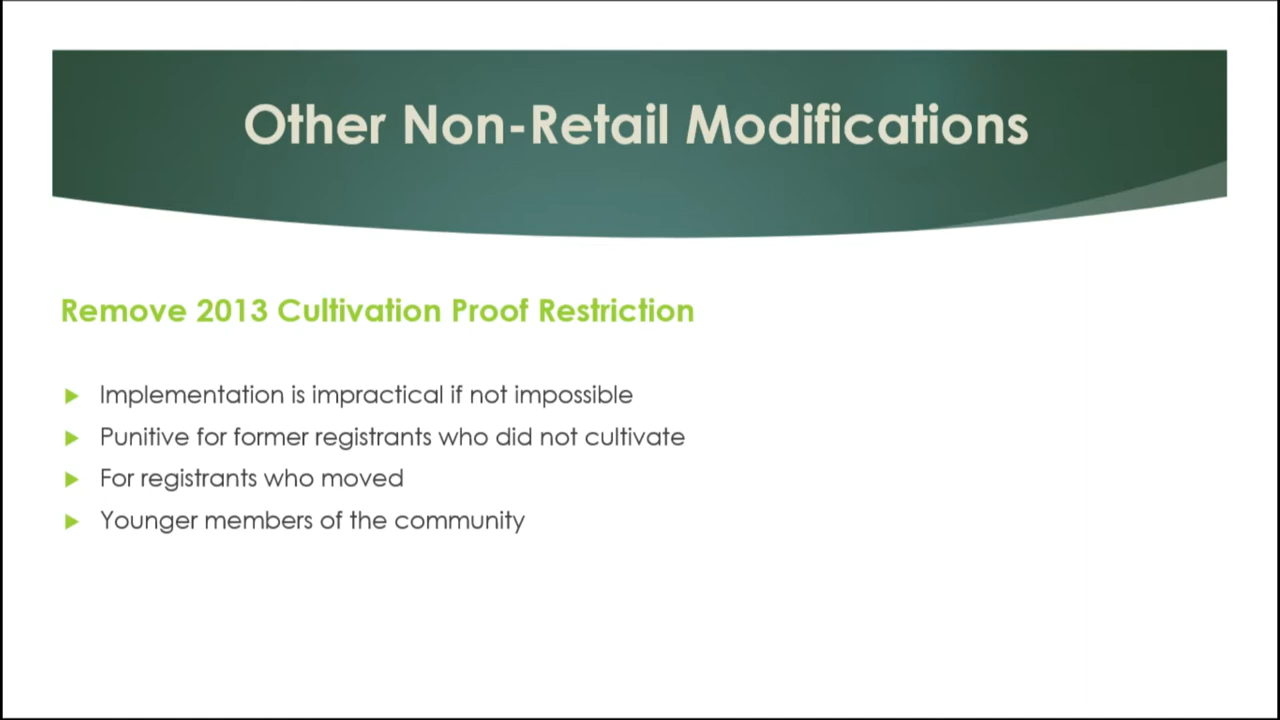 Other Non-Retail Modifications
Remove 2013 Cultivation Proof Restriction
Implementation is impractical if not impossible
Punitive for former registrants who did not cultivate
For registrants who moved
Younger members of the community